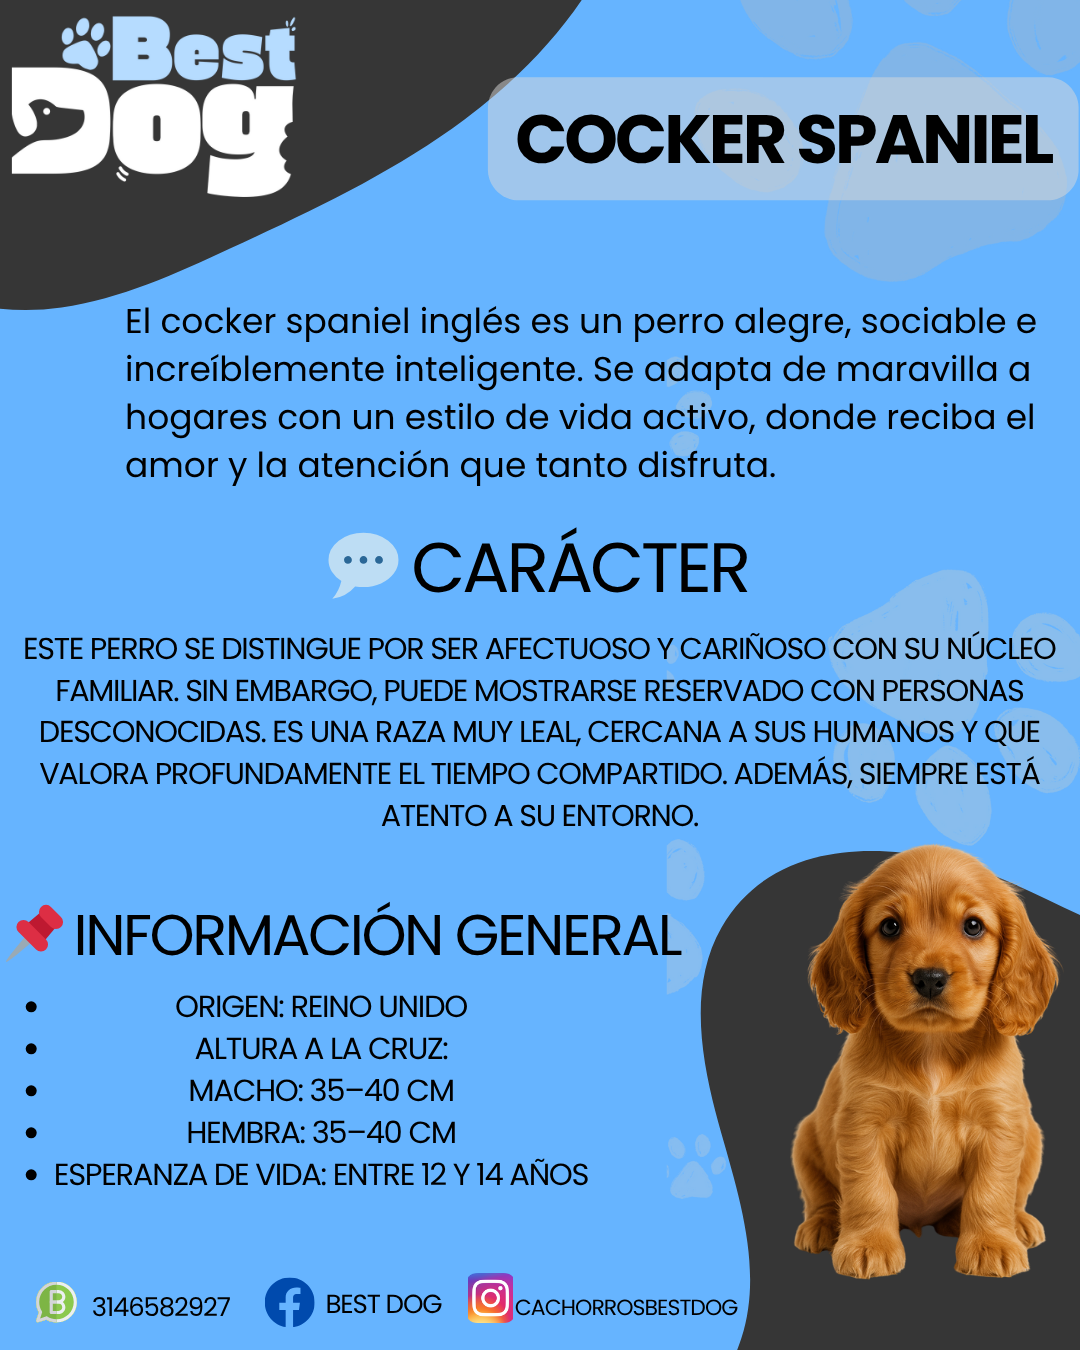 Best
Dog
COCKER SPANIEL
El cocker spaniel inglés es un perro alegre, sociable e
increíblemente inteligente. Se adapta de maravilla a
hogares con un estilo de vida activo, donde reciba el
amor y la atención que tanto disfruta.
CARÁCTER
ESTE PERRO SE DISTINGUE POR SER AFECTUOSO Y CARIÑOSO CON SU NÚCLEO
FAMILIAR. SIN EMBARGO, PUEDE MOSTRARSE RESERVADO CON PERSONAS
DESCONOCIDAS. ES UNA RAZA MUY LEAL, CERCANA A SUS HUMANOS Y QUE
VALORA PROFUNDAMENTE EL TIEMPO COMPARTIDO. ADEMÁS, SIEMPRE ESTÁ
ATENTO A SU ENTORNO.
INFORMACIÓN GENERAL
• ORIGEN: REINO UNIDO
• ALTURA A LA CRUZ:
• MACHO: 35–40 CM
• HEMBRA: 35–40 CM
• ESPERANZA DE VIDA: ENTRE 12 Y 14 AÑOS
B 3146582927 BEST DOG CACHORROSBESTDOG